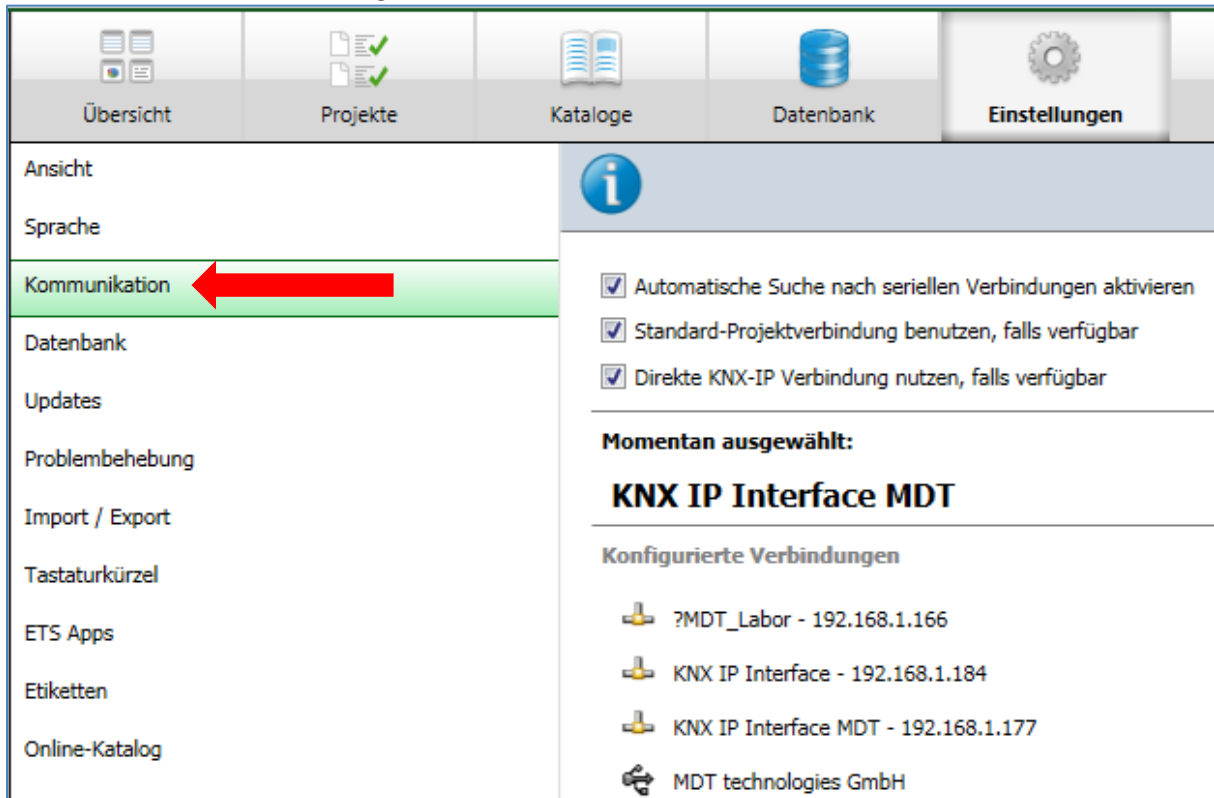 Übersicht
Projekte
Kataloge
Datenbank
Einstellungen
Ansicht
Sprache
Kommunikation
Datenbank
Updates
Problembehebung
Import / Export
Tastaturkürzel
ETS Apps
Etiketten
Online-Katalog
Automatische Suche nach seriellen Verbindungen aktivieren
Standard-Projektverbindung benutzen, falls verfügbar
Direkte KNX-IP Verbindung nutzen, falls verfügbar
Momentan ausgewählt:
KNX IP Interface MDT
Konfigurierte Verbindungen
?MDT_Labor - 192.168.1.166
KNX IP Interface - 192.168.1.184
KNX IP Interface MDT - 192.168.1.177
MDT technologies GmbH